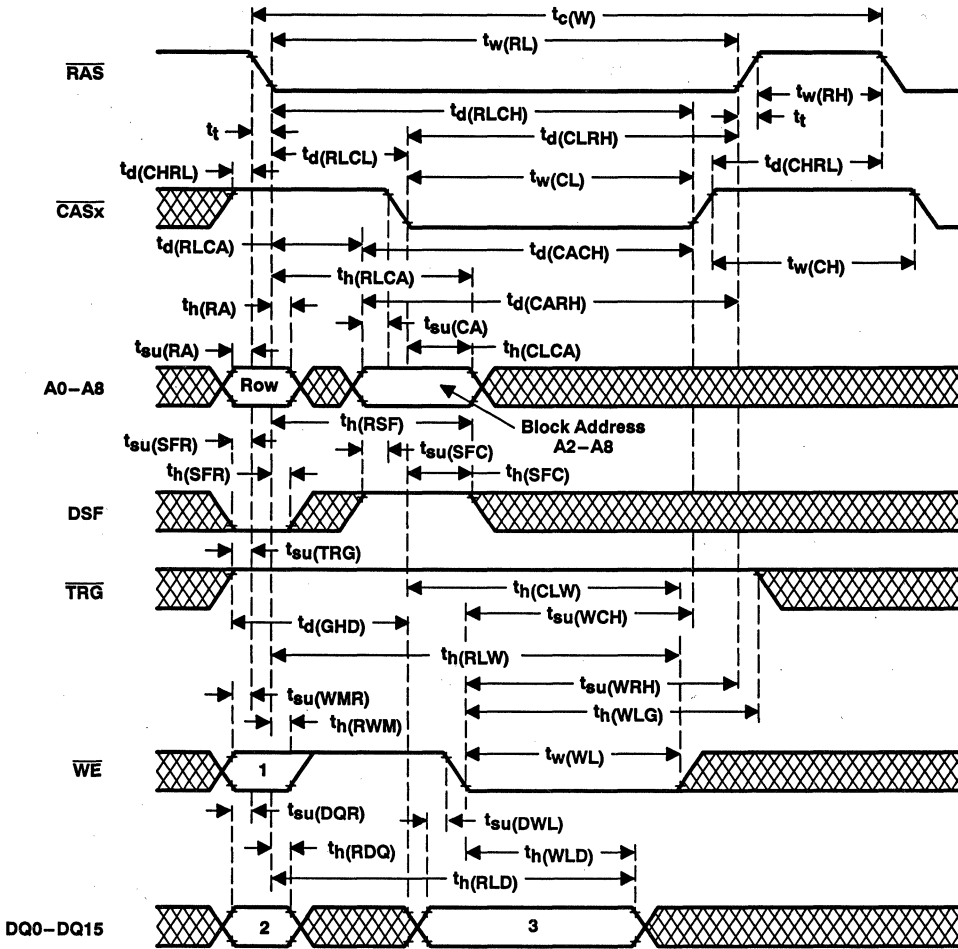 tc(W)
tw(RL)
RAS
tw(RH)
td(RLCH)
tt
tt
td(CLRH)
td(RLCL)
td(CHRL)
td(CHRL)
tw(CL)
CASx
td(RLCA)
td(CACH)
tw(CH)
th(RLCA)
th(RA)
td(CARH)
tsu(CA)
tsu(RA)
th(CLCA)
A0–A8
Row
th(RSF)
Block Address
A2–A8
tsu(SFR)
tsu(SFC)
th(SFR)
th(SFC)
DSF
tsu(TRG)
TRG
th(CLW)
tsu(WCH)
td(GHD)
th(RLW)
tsu(WRH)
tsu(WMR)
th(WLG)
th(RWM)
tw(WL)
WE
1
tsu(DQR)
tsu(DWL)
th(RDQ)
th(WLD)
th(RLD)
DQ0–DQ15
2
3